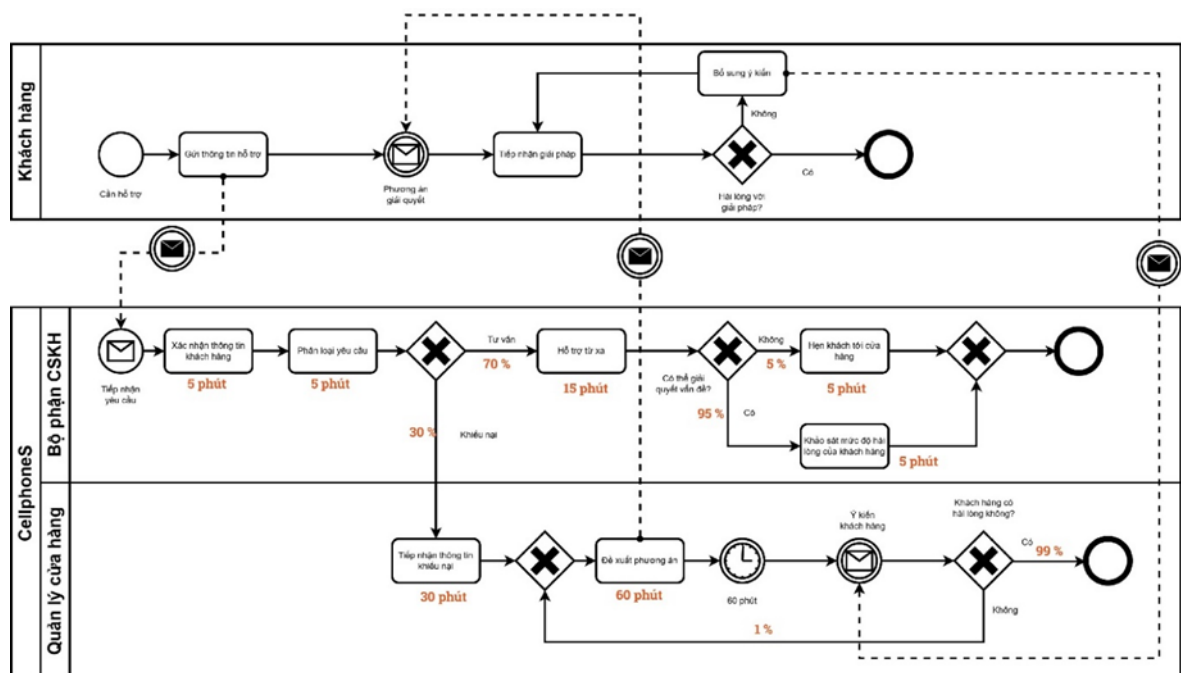 Khách hàng
Bổ sung ý kiến
Không
Gửi thông tin hỗ trợ
Tiếp nhận giải pháp
Có
Cần hỗ trợ
Phương án
giải quyết
Hài lòng với
giải pháp?
CellphoneS
Bộ phận CSKH
Tiếp nhận
yêu cầu
Xác nhận thông tin
khách hàng
5 phút
Phân loại yêu cầu
5 phút
Tư vấn
70 %
Hỗ trợ từ xa
15 phút
Có thể giải
quyết vấn đề?
Không
5 %
Hẹn khách tới cửa
hàng
5 phút
95 %
Có
Khảo sát mức độ hài
lòng của khách hàng
5 phút
30 %
Khiếu nại
Quản lý cửa hàng
Tiếp nhận thông tin
khiếu nại
30 phút
Đề xuất phương án
60 phút
60 phút
Ý kiến
khách hàng
Khách hàng có
hài lòng không?
Có
99 %
Không
1 %